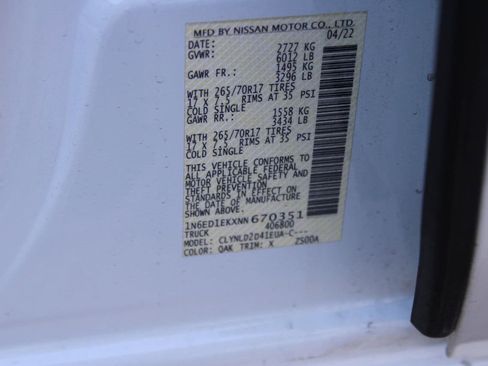 MFD BY NISSAN MOTOR CO., LTD.
DATE: 04/22
GVWR: 2727 KG
6012 LB
GAWR FR.: 1495 KG
3296 LB
WITH 265/70R17 TIRES
17 X 7.5 RIMS AT 35 PSI
COLD SINGLE
GAWR RR.: 1558 KG
3434 LB
WITH 265/70R17 TIRES
17 X 7.5 RIMS AT 35 PSI
COLD SINGLE
THIS VEHICLE CONFORMS TO
ALL APPLICABLE FEDERAL
MOTOR VEHICLE SAFETY AND
THEFT PREVENTION
STANDARDS IN EFFECT ON
THE DATE OF MANUFACTURE
SHOWN ABOVE.
1N6ED1EKXNN670351
TRUCK 406800
MODEL: CLYNLD2D41EUA-C---
COLOR: QAK TRIM: X 2500A